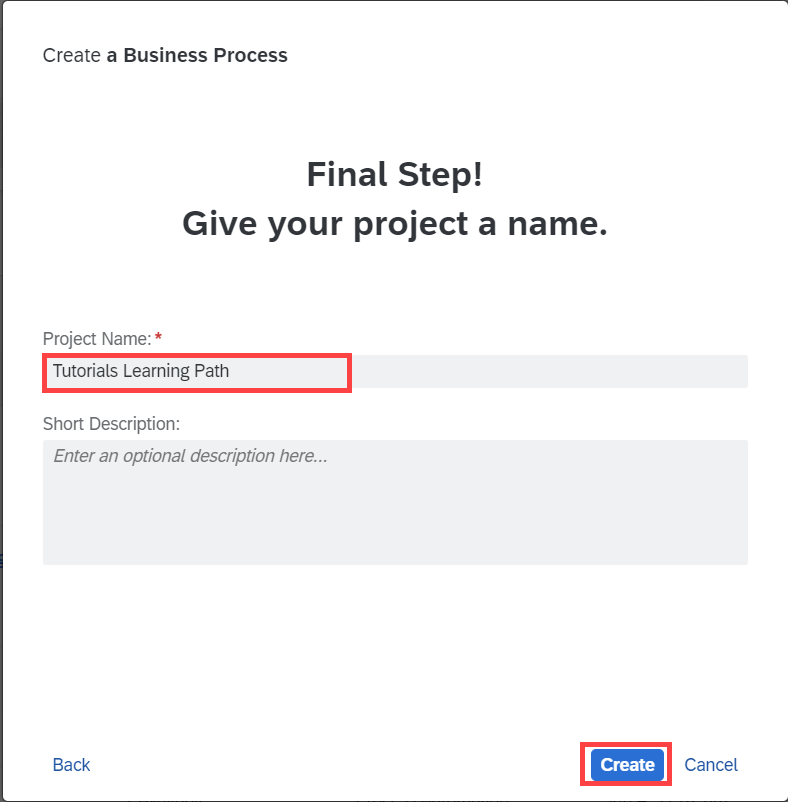 Create a Business Process
Final Step!
Give your project a name.
Project Name: *
Tutorials Learning Path
Short Description:
Enter an optional description here...
Back Create Cancel